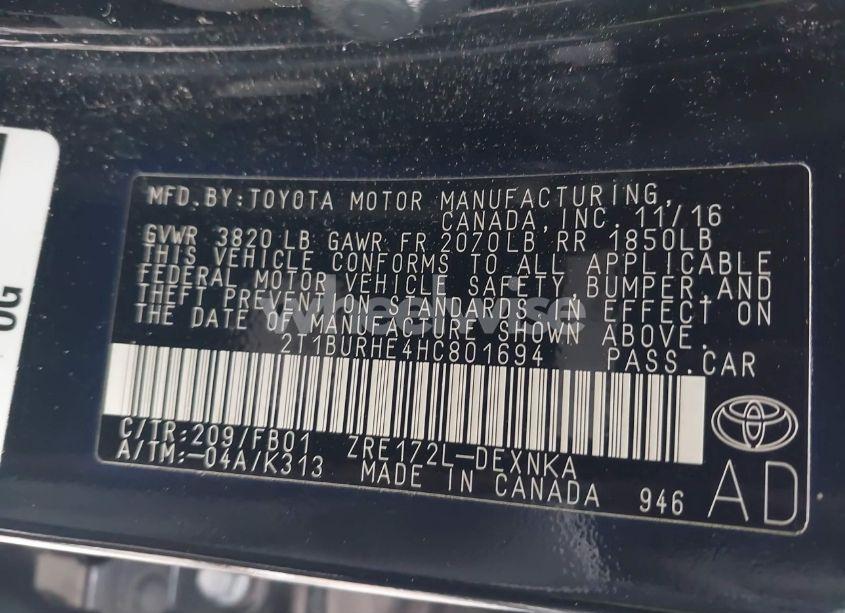 MFD. BY: TOYOTA MOTOR MANUFACTURING,
CANADA, INC. 11/16
GVWR 3820 LB GAWR FR 2070LB RR 1850LB
THIS VEHICLE CONFORMS TO ALL APPLICABLE
FEDERAL MOTOR VEHICLE SAFETY, BUMPER, AND
THEFT PREVENTION STANDARDS IN EFFECT ON
THE DATE OF MANUFACTURE SHOWN ABOVE.
2T1BURHE4HC801694 PASS. CAR
C/TR: 209/FB01 ZRE172L-DEXNKA
A/TM: -04A/K313 MADE IN CANADA 946 AD
wheelwise
OG